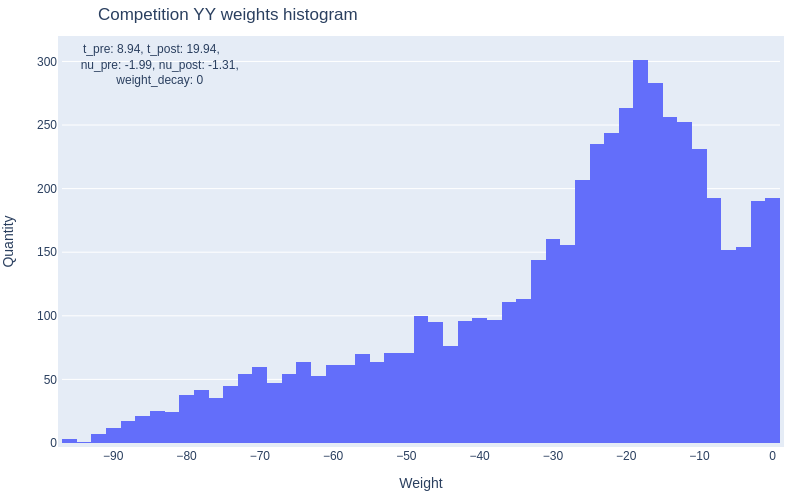 Competition YY weights histogram
t_pre: 8.94, t_post: 19.94,
nu_pre: -1.99, nu_post: -1.31,
weight_decay: 0
300
250
200
150
100
50
0
Quantity
−90 −80 −70 −60 −50 −40 −30 −20 −10 0
Weight